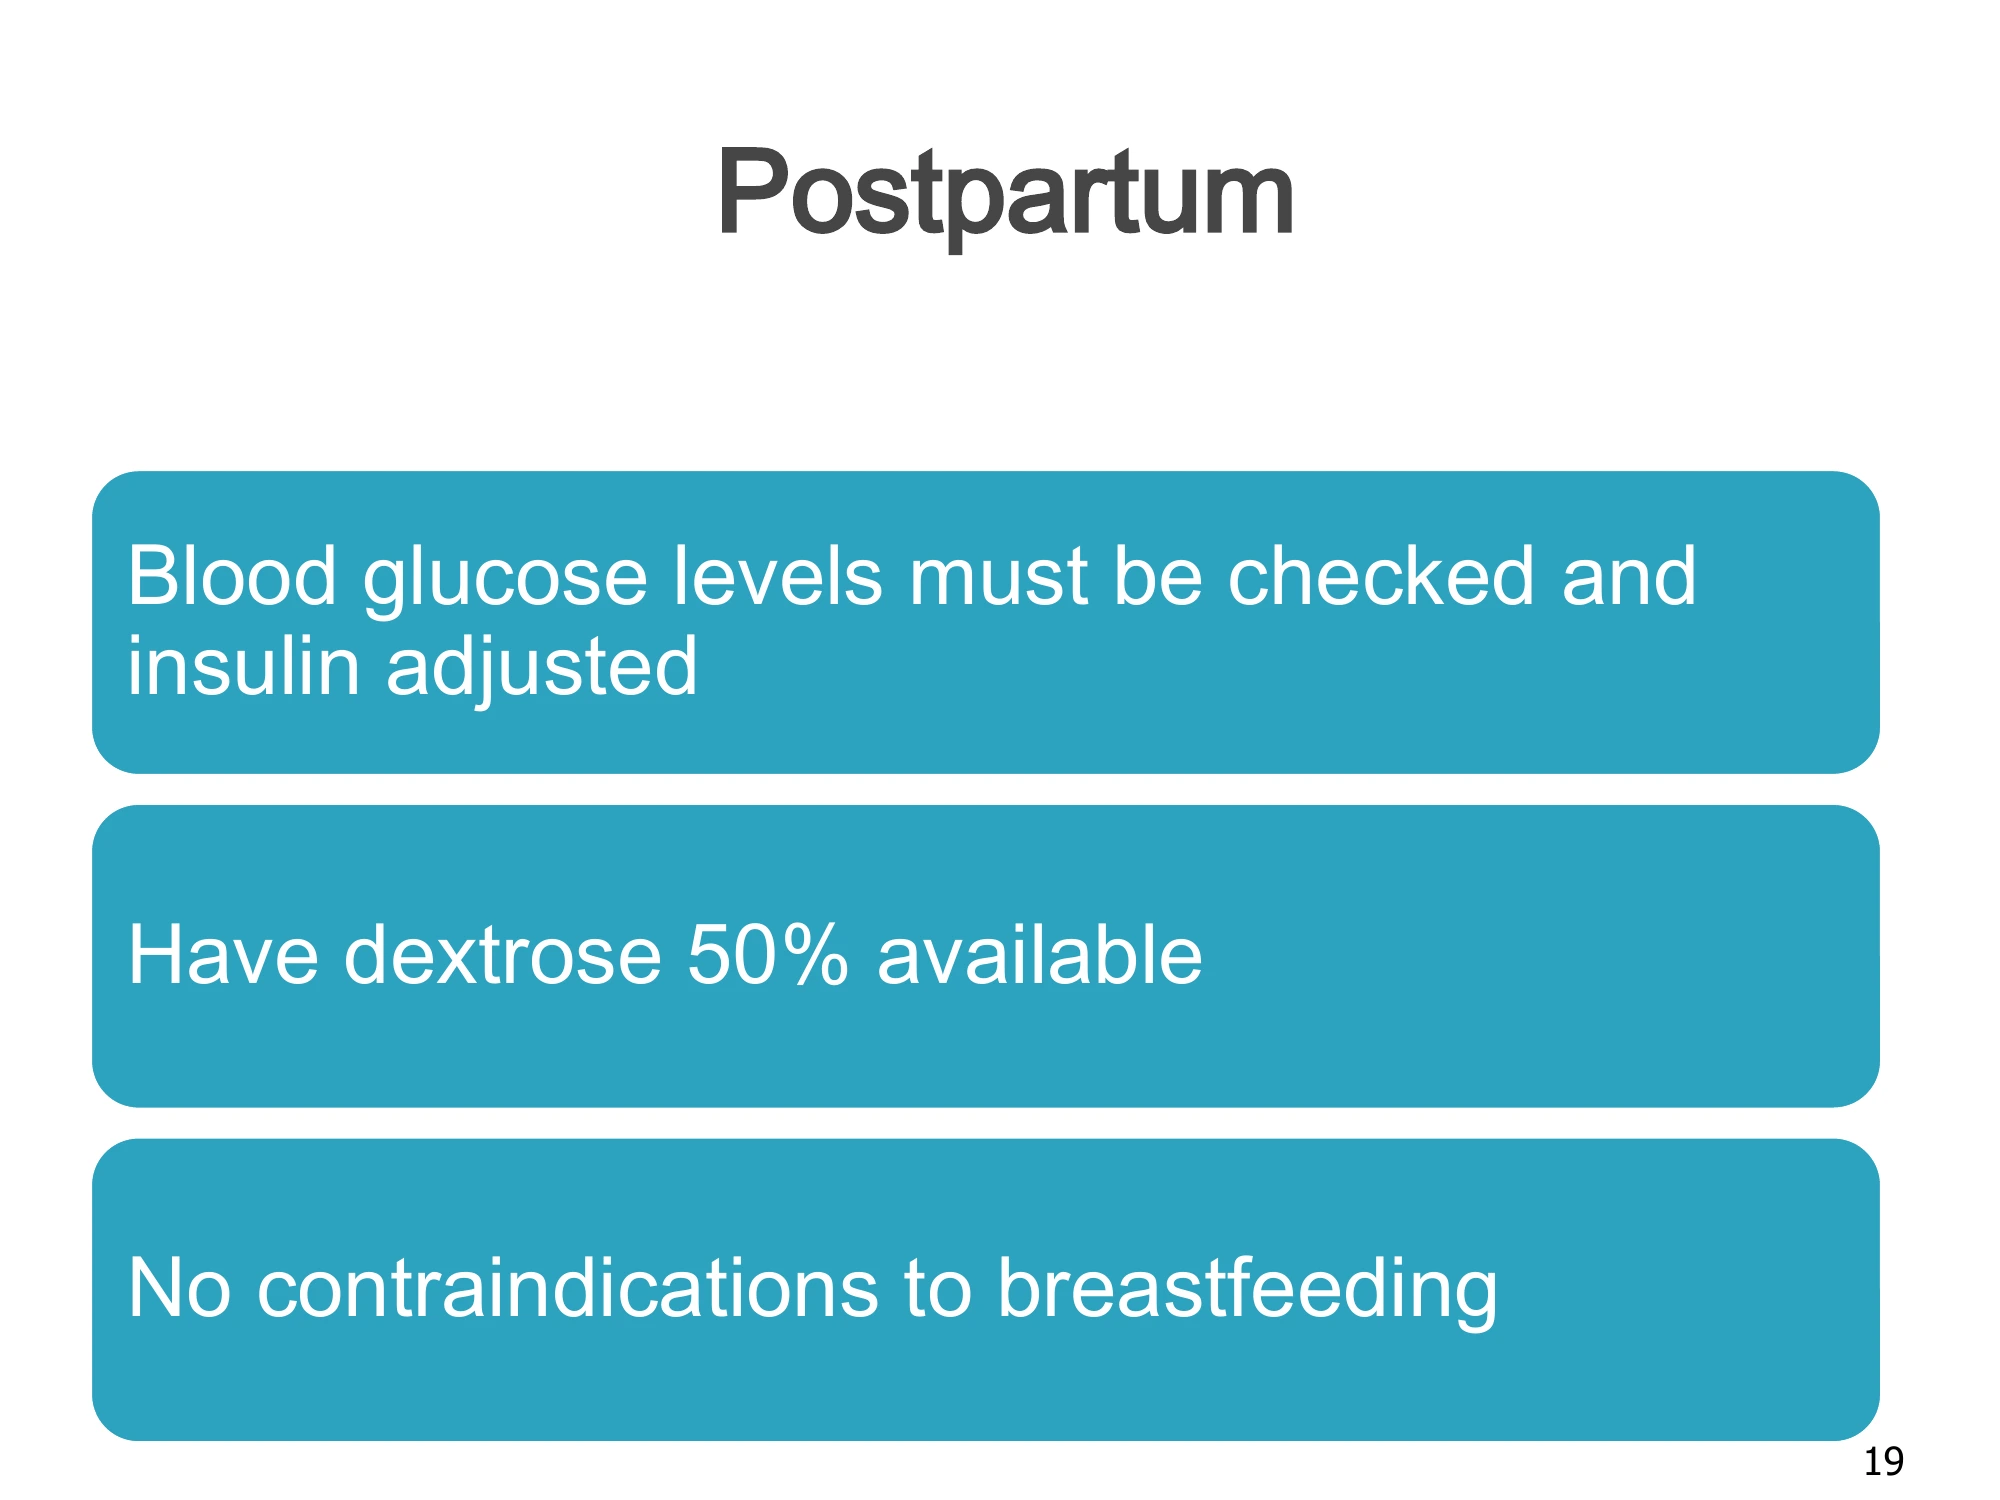 Postpartum
Blood glucose levels must be checked and
insulin adjusted
Have dextrose 50% available
No contraindications to breastfeeding
19